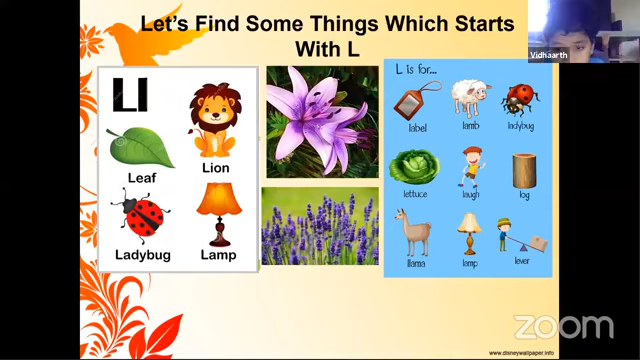 Let's Find Some Things Which Starts
With L
Vidhaarth
Ll
Leaf
Lion
Ladybug
Lamp
L is for...
label
lamb
ladybug
lettuce
laugh
log
llama
lamp
lever
zoom
www.disneywallpaper.info